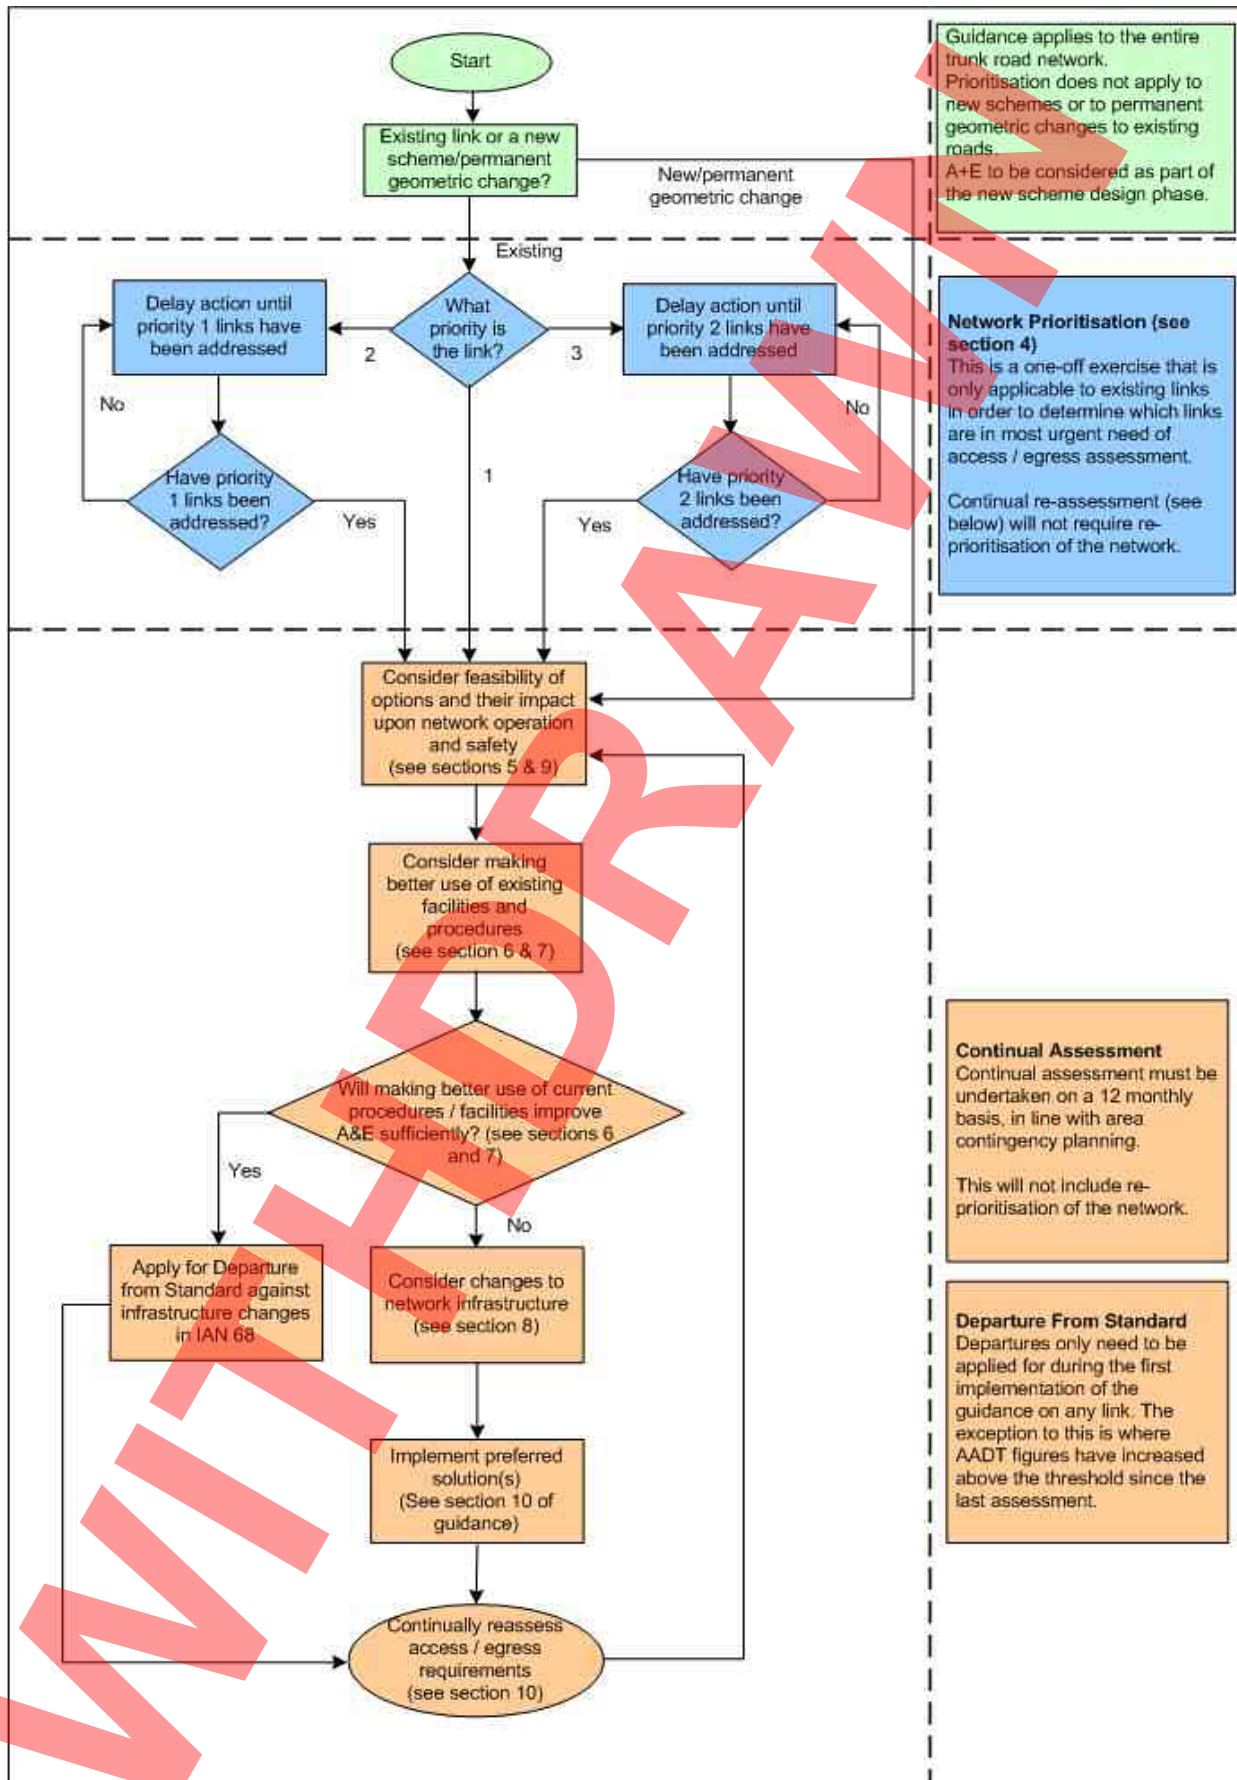 Start
Existing link or a new
scheme/permanent
geometric change?
New/permanent
geometric change
Guidance applies to the entire
trunk road network.
Prioritisation does not apply to
new schemes or to permanent
geometric changes to existing
roads.
A+E to be considered as part of
the new scheme design phase.
Existing
Delay action until
priority 1 links have
been addressed
2
What
priority is
the link?
3
Delay action until
priority 2 links have
been addressed
No
No
Have priority
1 links been
addressed?
Yes
1
Have priority
2 links been
addressed?
Yes
Network Prioritisation (see
section 4)
This is a one-off exercise that is
only applicable to existing links
in order to determine which links
are in most urgent need of
access / egress assessment.
Continual re-assessment (see
below) will not require re-
prioritisation of the network.
Consider feasibility of
options and their impact
upon network operation
and safety
(see sections 5 & 9)
Consider making
better use of existing
facilities and
procedures
(see section 6 & 7)
Will making better use of current
procedures / facilities improve
A&E sufficiently? (see sections 6
and 7)
Yes
No
Apply for Departure
from Standard against
infrastructure changes
in IAN 68
Consider changes to
network infrastructure
(see section 8)
Implement preferred
solution(s)
(See section 10 of
guidance)
Continually reassess
access / egress
requirements
(see section 10)
Continual Assessment
Continual assessment must be
undertaken on a 12 monthly
basis, in line with area
contingency planning.
This will not include re-
prioritisation of the network.
Departure From Standard
Departures only need to be
applied for during the first
implementation of the
guidance on any link. The
exception to this is where
AADT figures have increased
above the threshold since the
last assessment.
WITHDRAWN